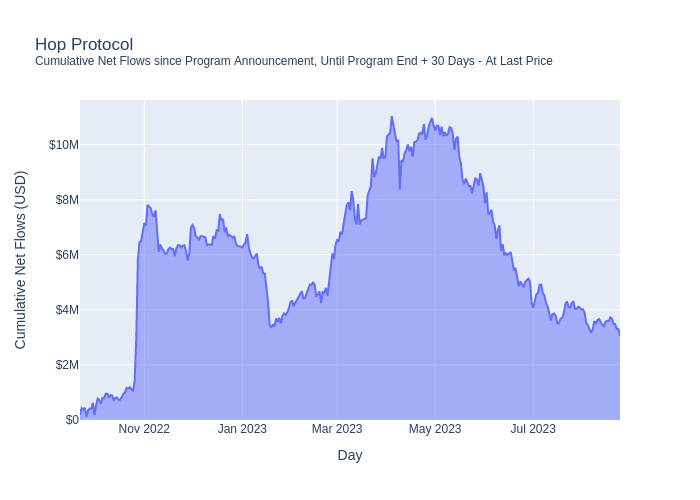 Hop Protocol
Cumulative Net Flows since Program Announcement, Until Program End + 30 Days - At Last Price
Cumulative Net Flows (USD)
$10M
$8M
$6M
$4M
$2M
$0
Nov 2022 Jan 2023 Mar 2023 May 2023 Jul 2023
Day